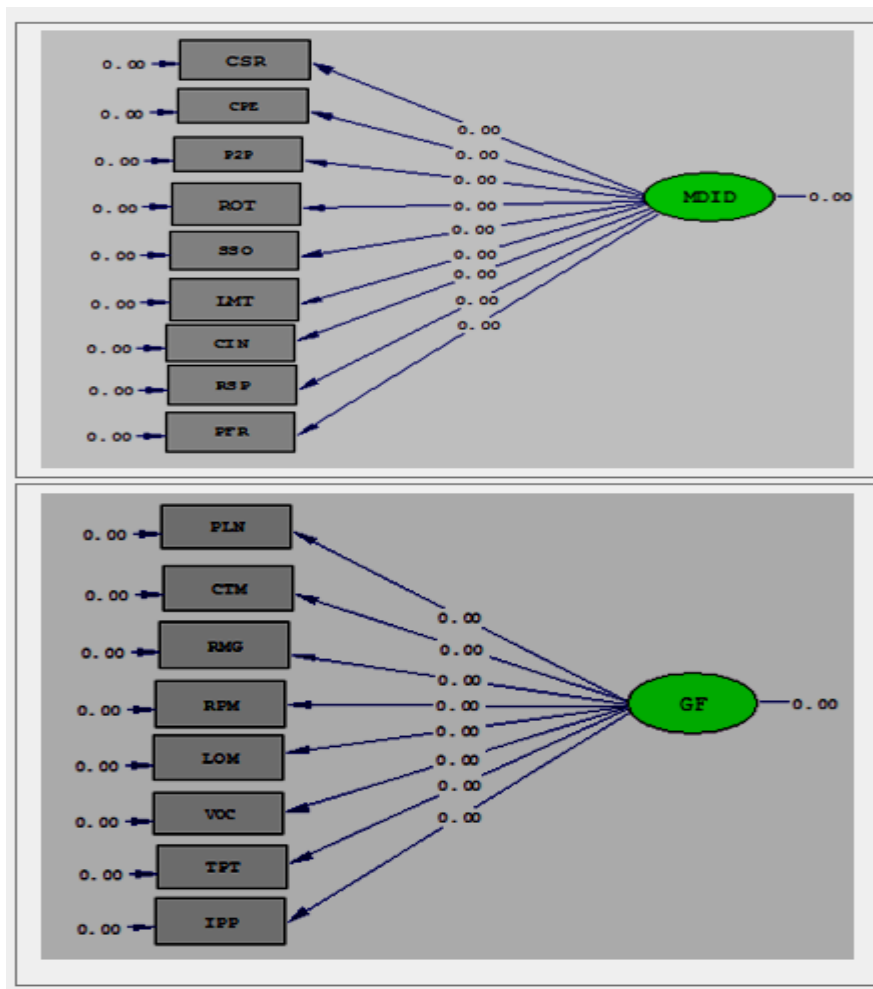 0.00 CSR
0.00 CPE 0.00
0.00 P2P 0.00
0.00
0.00 ROT 0.00 MDID 0.00
0.00 SSO 0.00
0.00
0.00 LMT 0.00
0.00 CIN 0.00
0.00 RSP 0.00
0.00 PFR
0.00 PLN
0.00 CTM 0.00
0.00 RMG 0.00
0.00
0.00 RPM 0.00 GF 0.00
0.00 LOM 0.00
0.00
0.00 VOC 0.00
0.00 TPT 0.00
0.00 IPP